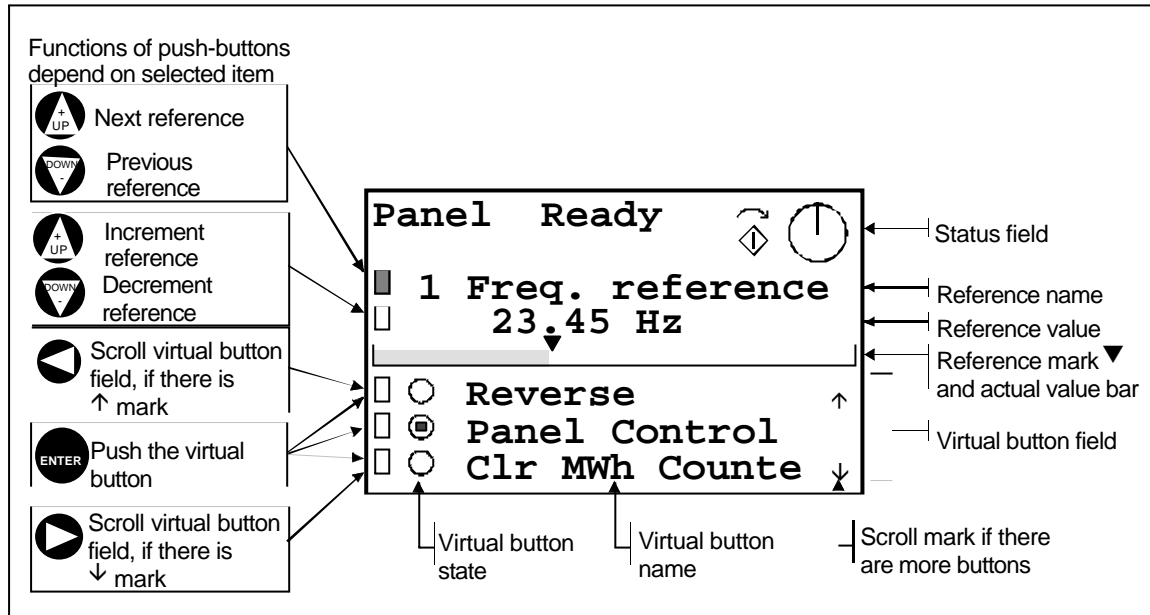 Functions of push-buttons
depend on selected item
+
UP
Next reference
DOWN
-
Previous
reference
+
UP
Increment
reference
DOWN
-
Decrement
reference
Scroll virtual button
field, if there is
↑ mark
ENTER
Push the virtual
button
Scroll virtual button
field, if there is
↓ mark
Panel Ready
1 Freq. reference
23.45 Hz
Reverse ↑
Panel Control
Clr MWh Counte ↓
Status field
Reference name
Reference value
Reference mark ▼
and actual value bar
Virtual button field
Virtual button
state
Virtual button
name
Scroll mark if there
are more buttons